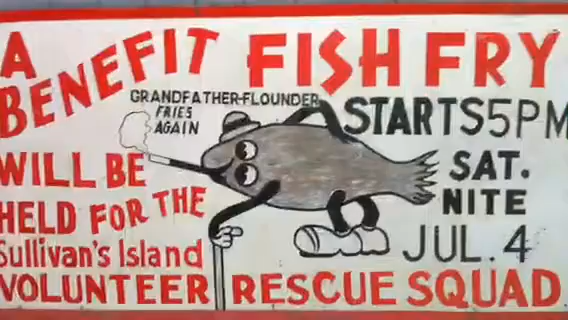 A BENEFIT FISH FRY
GRANDFATHER-FLOUNDER
FRIES
AGAIN
STARTS 5PM
SAT.
NITE
JUL. 4
WILL BE
HELD FOR THE
Sullivan's Island
VOLUNTEER RESCUE SQUAD